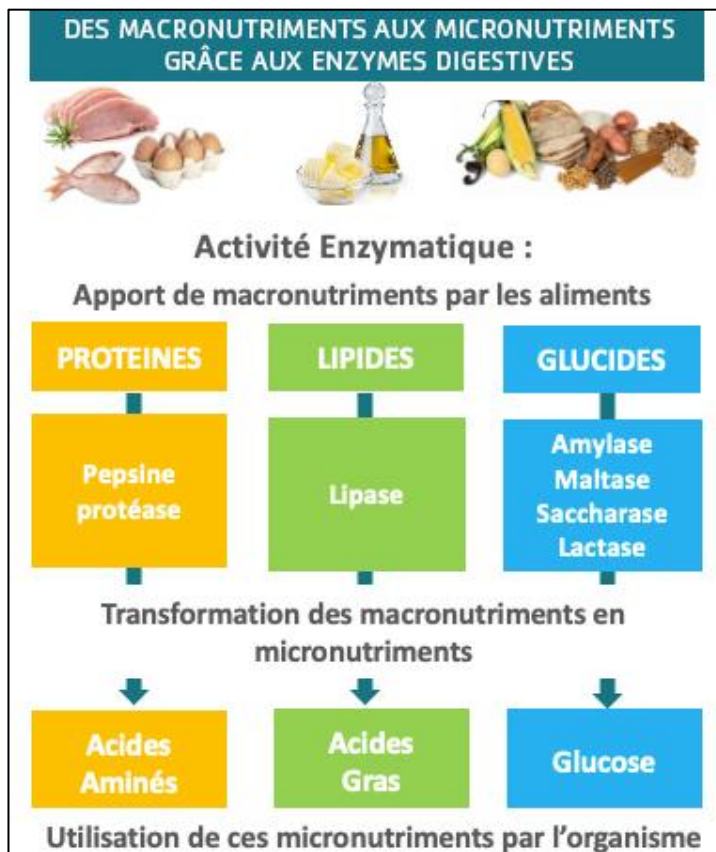 DES MACRONUTRIMENTS AUX MICRONUTRIMENTS
GRÂCE AUX ENZYMES DIGESTIVES
Activité Enzymatique :
Apport de macronutriments par les aliments
PROTEINES
LIPIDES
GLUCIDES
Pepsine
protéase
Lipase
Amylase
Maltase
Saccharase
Lactase
Transformation des macronutriments en
micronutriments
Acides
Aminés
Acides
Gras
Glucose
Utilisation de ces micronutriments par l'organisme